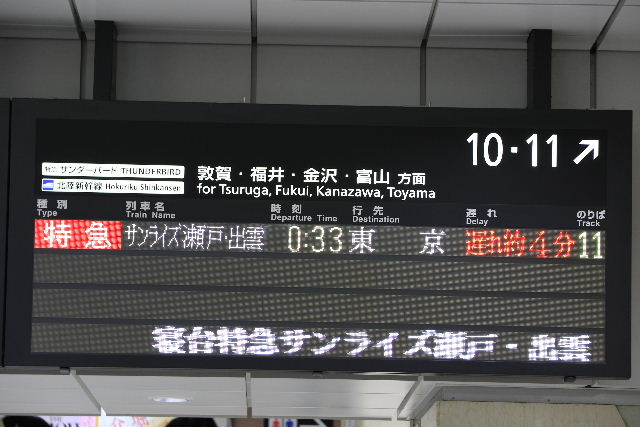 特急 サンダーバード THUNDERBIRD
北陸新幹線 Hokuriku Shinkansen
敦賀・福井・金沢・富山 方面
for Tsuruga, Fukui, Kanazawa, Toyama
10・11 ↗
種別 列車名 時刻 行先 遅れ のりば
Type Train Name Departure Time Destination Delay Track
特急 サンライズ瀬戸・出雲 0:33 東京 遅れ約4分 11
寝台特急サンライズ瀬戸・出雲